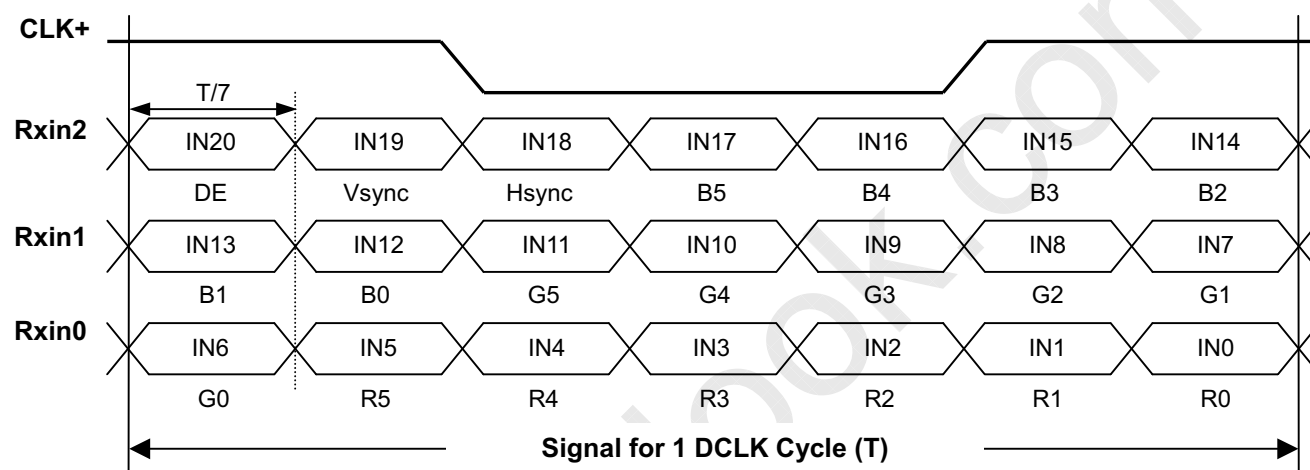 CLK+
T/7
Rxin2 IN20 IN19 IN18 IN17 IN16 IN15 IN14
DE Vsync Hsync B5 B4 B3 B2
Rxin1 IN13 IN12 IN11 IN10 IN9 IN8 IN7
B1 B0 G5 G4 G3 G2 G1
Rxin0 IN6 IN5 IN4 IN3 IN2 IN1 IN0
G0 R5 R4 R3 R2 R1 R0
Signal for 1 DCLK Cycle (T)